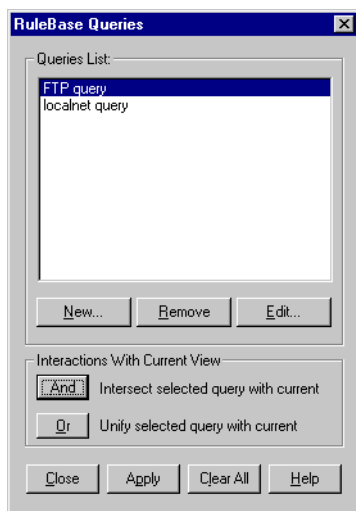 RuleBase Queries
Queries List:
FTP query
localnet query
New... Remove Edit...
Interactions With Current View
And Intersect selected query with current
Or Unify selected query with current
Close Apply Clear All Help